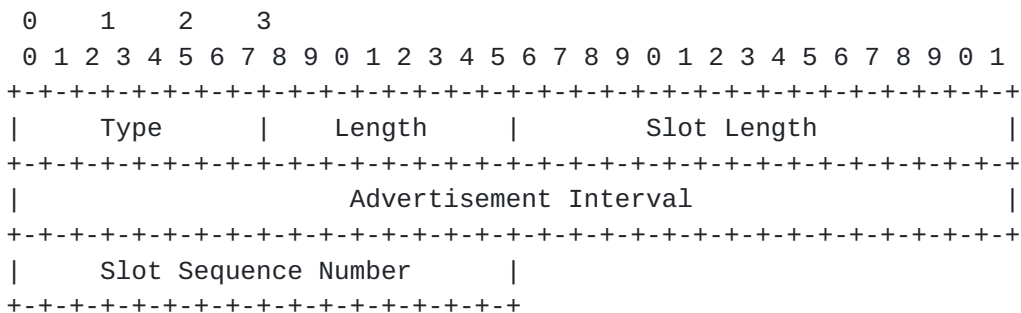 0 1 2 3
0 1 2 3 4 5 6 7 8 9 0 1 2 3 4 5 6 7 8 9 0 1 2 3 4 5 6 7 8 9 0 1
+-+-+-+-+-+-+-+-+-+-+-+-+-+-+-+-+-+-+-+-+-+-+-+-+-+-+-+-+-+-+-+-+
| Type | Length | Slot Length |
+-+-+-+-+-+-+-+-+-+-+-+-+-+-+-+-+-+-+-+-+-+-+-+-+-+-+-+-+-+-+-+-+
| Advertisement Interval |
+-+-+-+-+-+-+-+-+-+-+-+-+-+-+-+-+-+-+-+-+-+-+-+-+-+-+-+-+-+-+-+-+
| Slot Sequence Number |
+-+-+-+-+-+-+-+-+-+-+-+-+-+-+-+-+